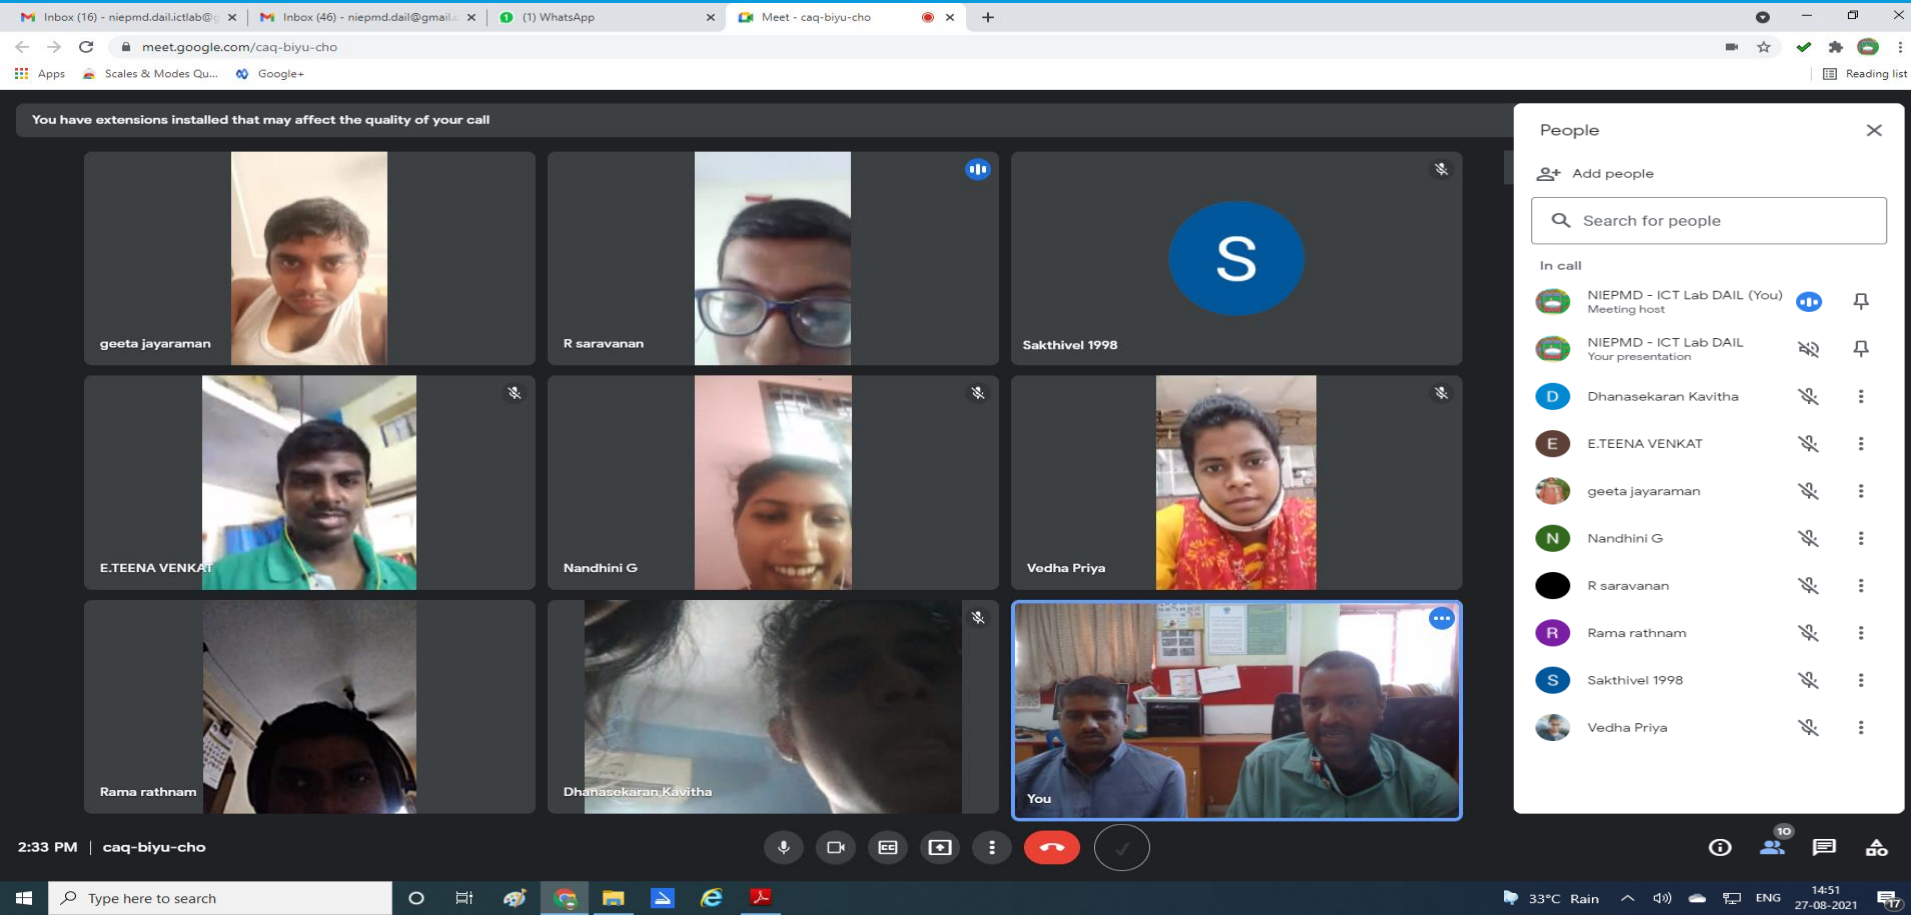 Inbox (16) - niepmd.dail.ictlab@g
Inbox (46) - niepmd.dail@gmail.c
(1) WhatsApp
Meet - caq-biyu-cho
meet.google.com/caq-biyu-cho
Apps
Scales & Modes Qu...
Google+
Reading list
You have extensions installed that may affect the quality of your call
geeta jayaraman
R saravanan
S
Sakthivel 1998
E.TEENA VENKAT
Nandhini G
Vedha Priya
Rama rathnam
Dhanasekaran Kavitha
You
People
Add people
Search for people
In call
NIEPMD - ICT Lab DAIL (You)
Meeting host
NIEPMD - ICT Lab DAIL
Your presentation
D Dhanasekaran Kavitha
E E.TEENA VENKAT
geeta jayaraman
N Nandhini G
R saravanan
R Rama rathnam
S Sakthivel 1998
Vedha Priya
2:33 PM | caq-biyu-cho
CC
10
Type here to search
33°C Rain
ENG
14:51
27-08-2021
17